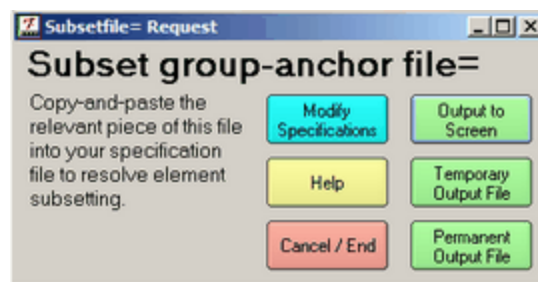 Subsetfile= Request
Subset group-anchor file=
Copy-and-paste the
relevant piece of this file
into your specification
file to resolve element
subsetting.
Modify
Specifications
Output to
Screen
Help
Temporary
Output File
Cancel / End
Permanent
Output File